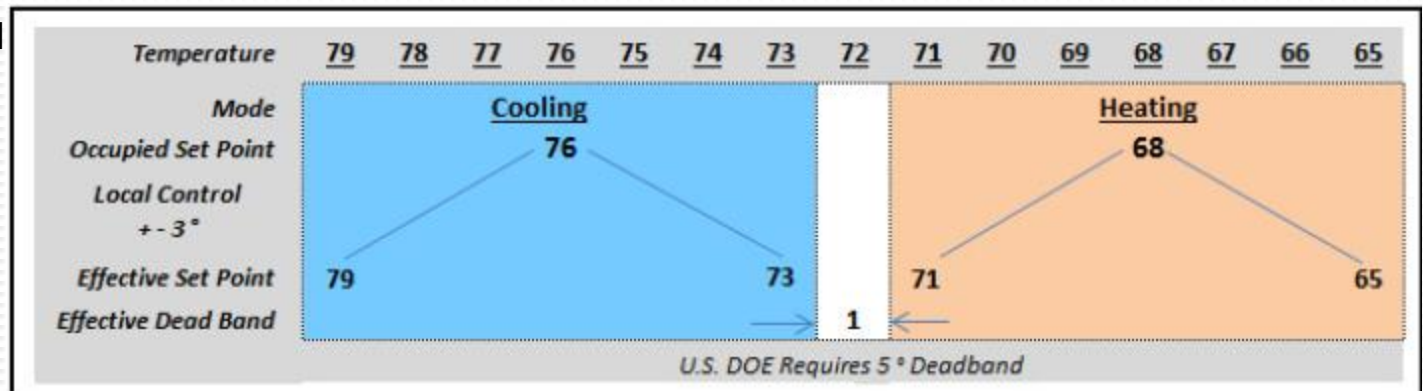 Temperature 79 78 77 76 75 74 73 72 71 70 69 68 67 66 65
Mode Cooling Heating
Occupied Set Point 76 68
Local Control
+ - 3°
Effective Set Point 79 73 71 65
Effective Dead Band 1
U.S. DOE Requires 5 ° Deadband